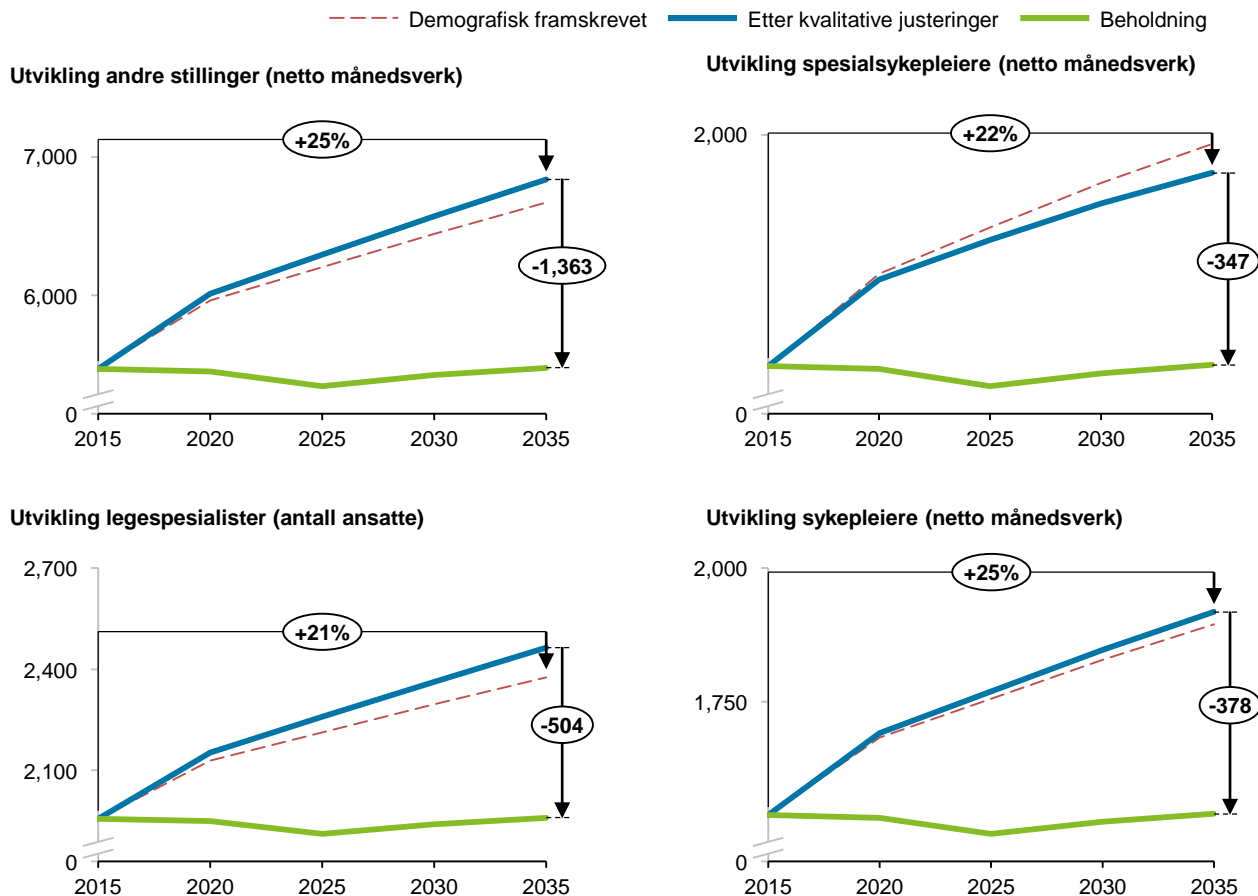 Demografisk framskrevet Etter kvalitative justeringer Beholdning
Utvikling andre stillinger (netto månedsverk)
+25%
7,000
6,000
-1,363
0
2015 2020 2025 2030 2035
Utvikling spesialsykepleiere (netto månedsverk)
2,000
+22%
-347
0
2015 2020 2025 2030 2035
Utvikling legespesialister (antall ansatte)
2,700
+21%
2,400
-504
2,100
0
2015 2020 2025 2030 2035
Utvikling sykepleiere (netto månedsverk)
2,000
+25%
1,750
-378
0
2015 2020 2025 2030 2035